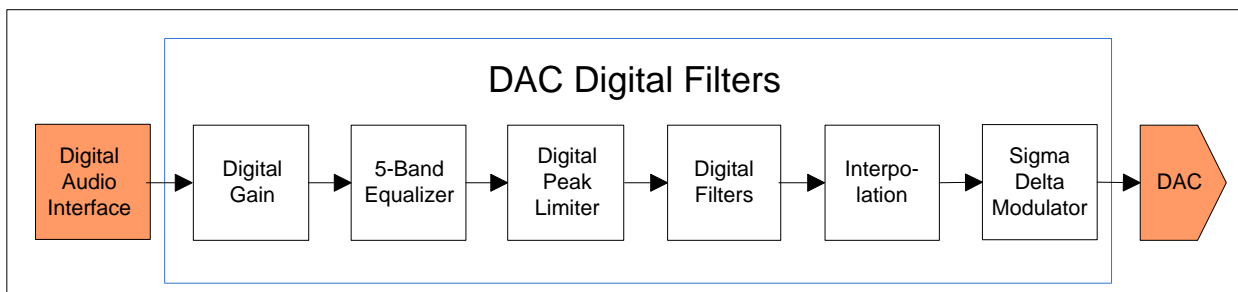 DAC Digital Filters
Digital
Audio
Interface
Digital
Gain
5-Band
Equalizer
Digital
Peak
Limiter
Digital
Filters
Interpo-
lation
Sigma
Delta
Modulator
DAC